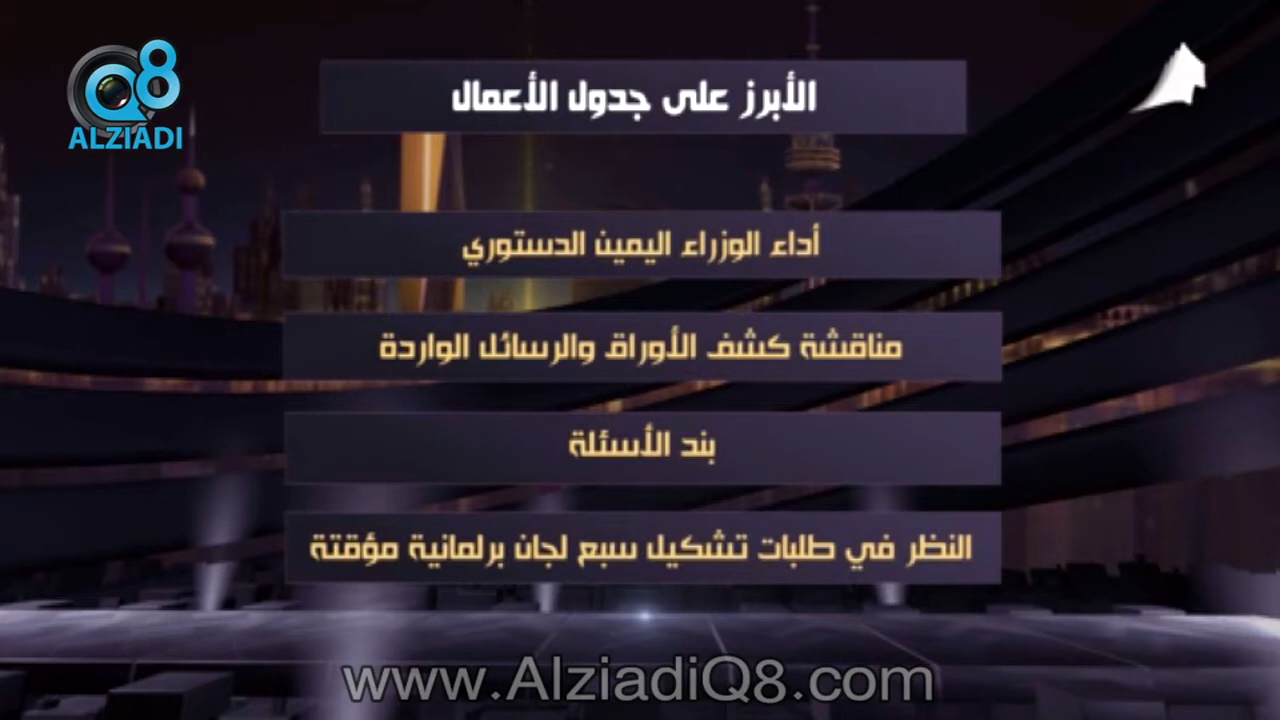 Q8
ALZIADI
الأبرز على جدول الأعمال
أداء الوزراء اليمين الدستوري
مناقشة كشف الأوراق والرسائل الواردة
بند الأسئلة
النظر في طلبات تشكيل سبع لجان برلمانية مؤقتة
www.AlziadiQ8.com